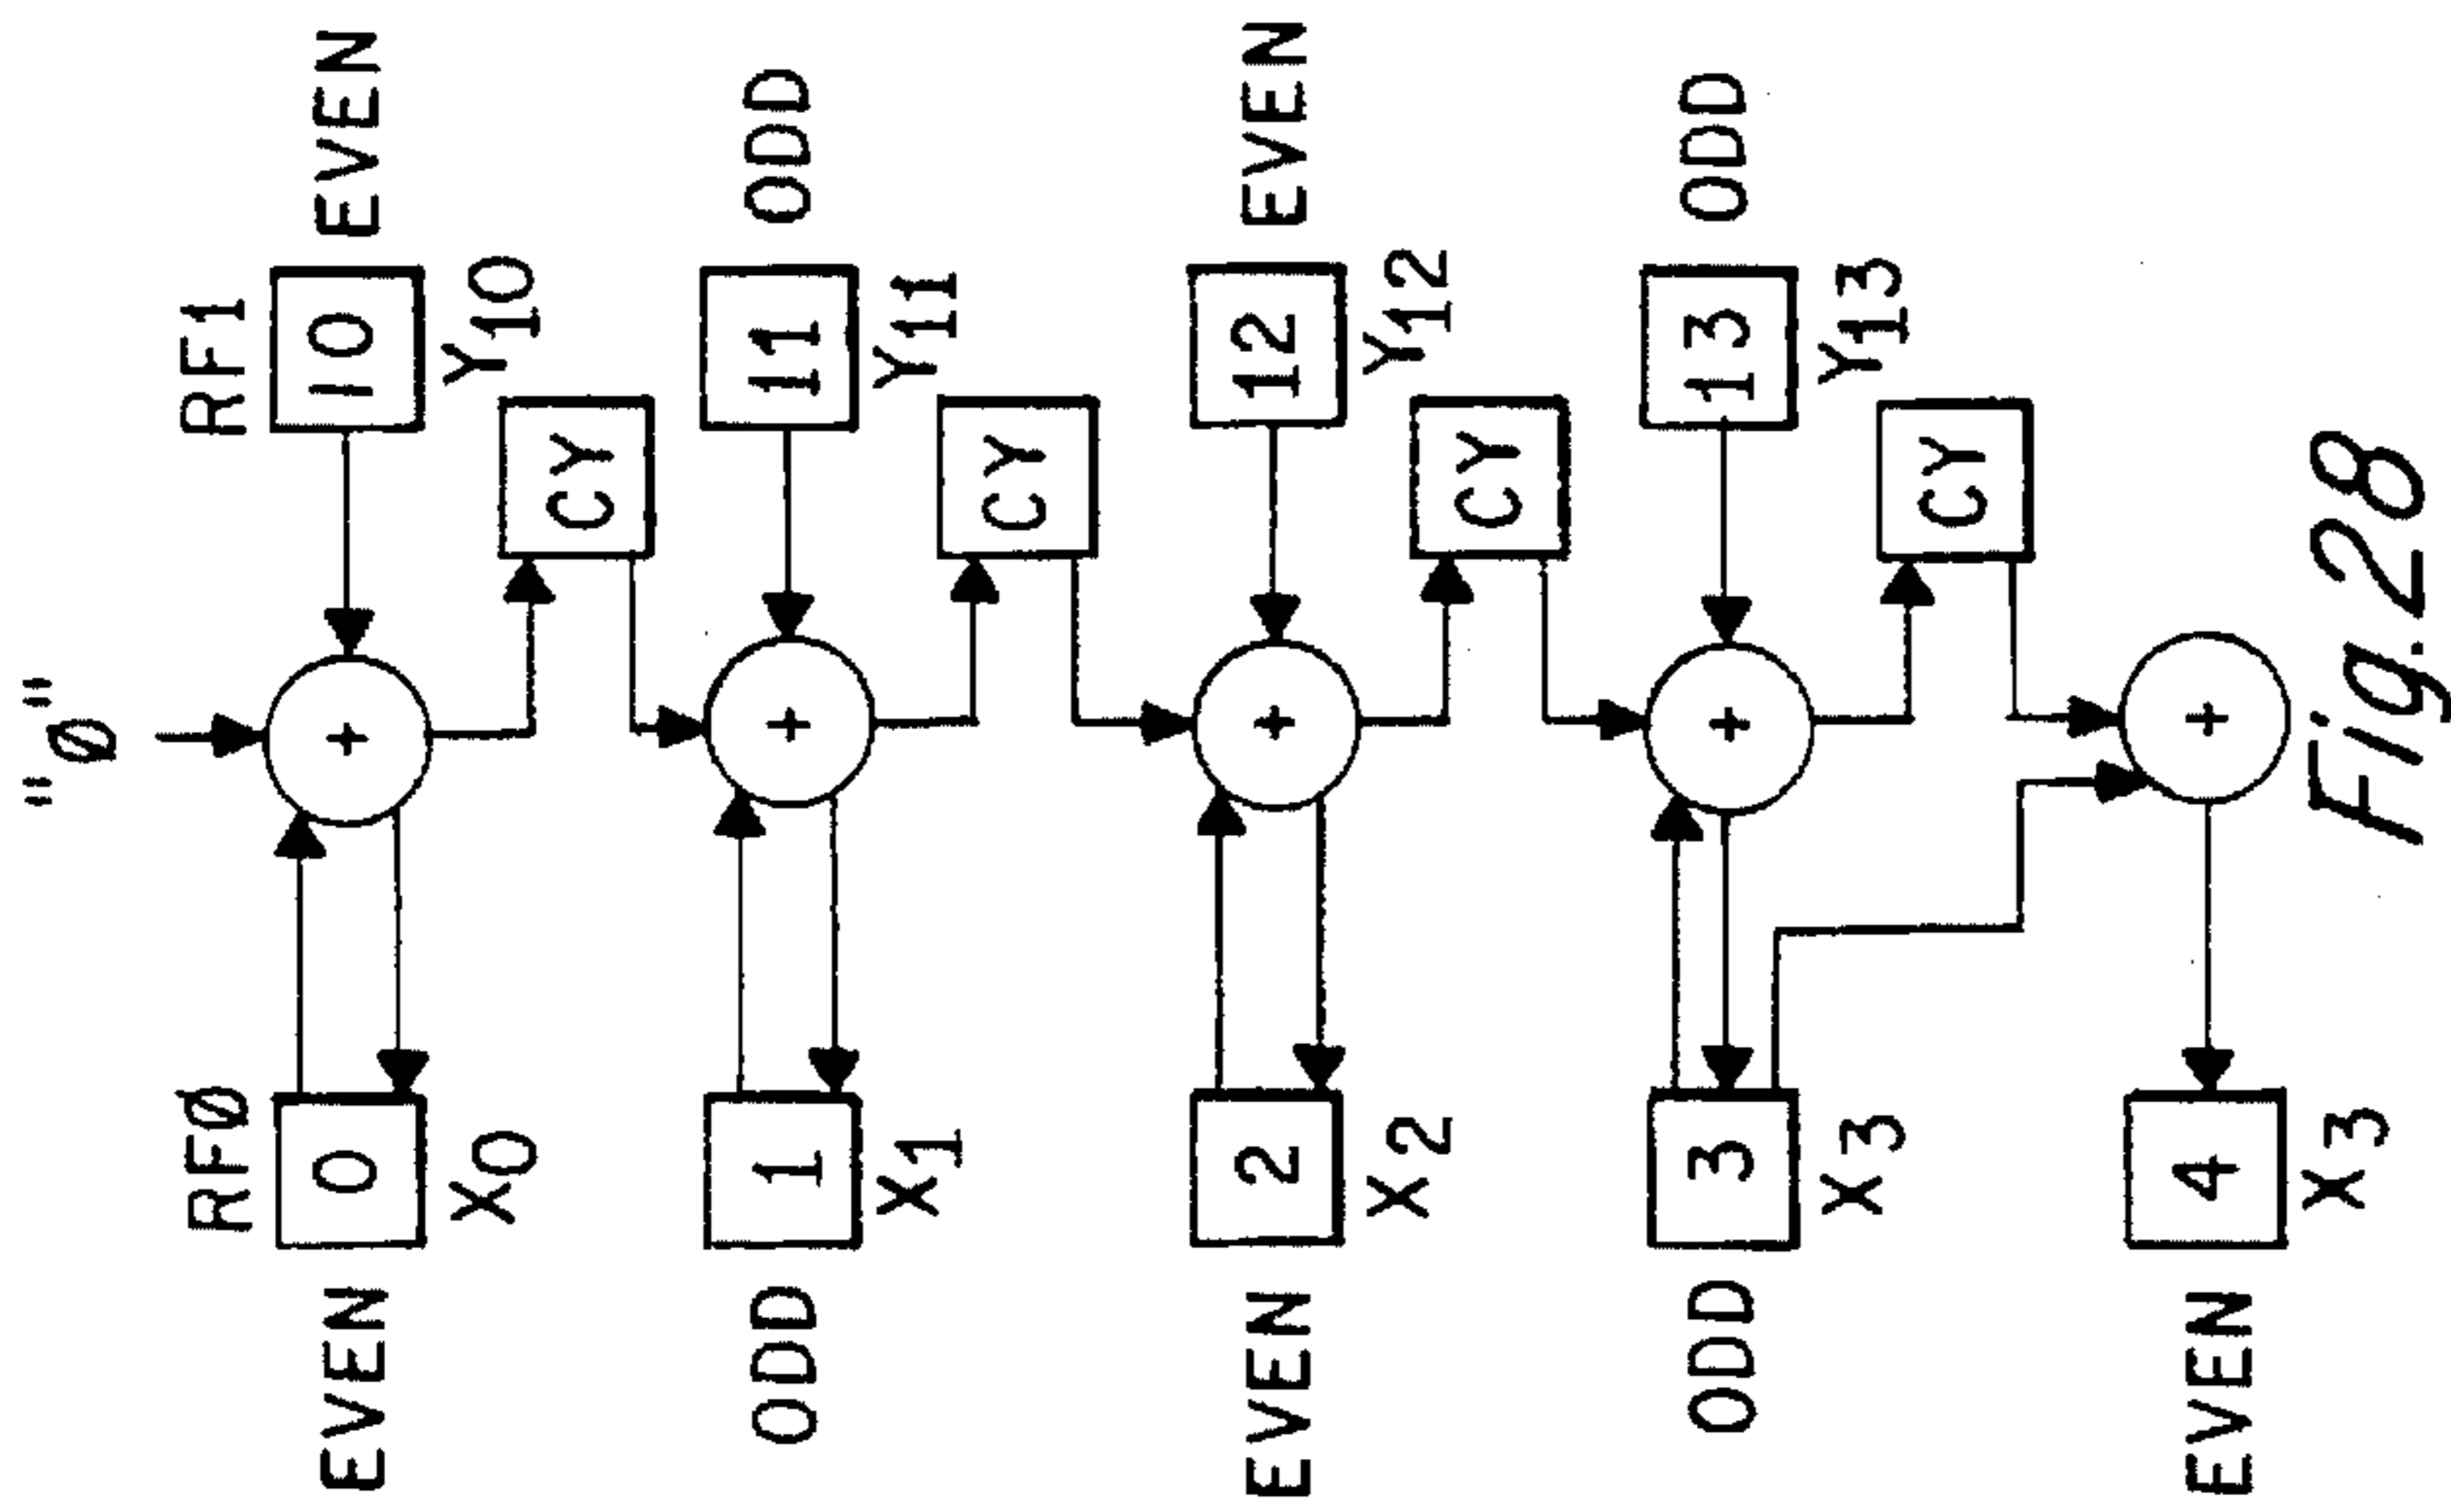 "Ø"
RFØ RF1
EVEN 0 + 10 EVEN
X0 Y10
CY
ODD 1 + 11 ODD
X1 Y11
CY
EVEN 2 + 12 EVEN
X2 Y12
CY
ODD 3 + 13 ODD
X3 Y13
CY
EVEN 4 +
X3
Fig. 28